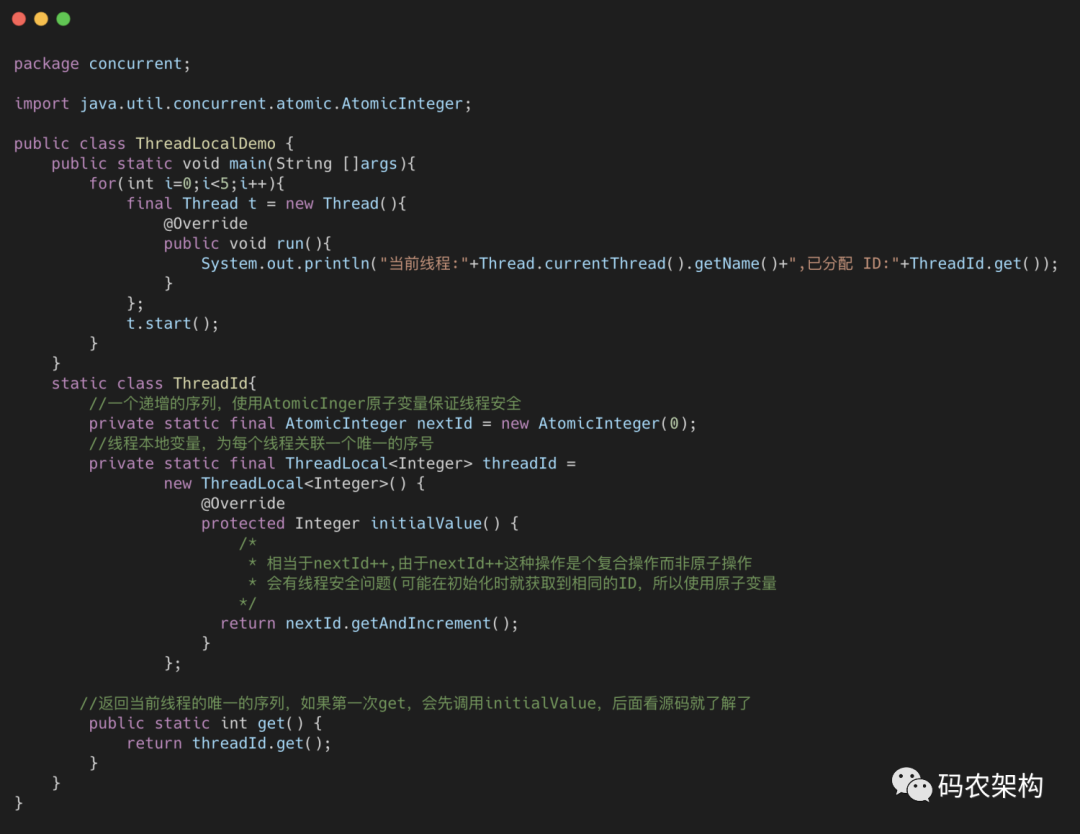 package concurrent;
import java.util.concurrent.atomic.AtomicInteger;
public class ThreadLocalDemo {
    public static void main(String []args){
        for(int i=0;i<5;i++){
            final Thread t = new Thread(){
                @Override
                public void run(){
                    System.out.println("当前线程:"+Thread.currentThread().getName()+",已分配 ID:"+ThreadId.get());
                }
            };
            t.start();
        }
    }
    static class ThreadId{
        //一个递增的序列，使用AtomicInger原子变量保证线程安全
        private static final AtomicInteger nextId = new AtomicInteger(0);
        //线程本地变量，为每个线程关联一个唯一的序号
        private static final ThreadLocal<Integer> threadId =
                new ThreadLocal<Integer>() {
                    @Override
                    protected Integer initialValue() {
                        /*
                         * 相当于nextId++,由于nextId++这种操作是个复合操作而非原子操作
                         * 会有线程安全问题(可能在初始化时就获取到相同的ID，所以使用原子变量
                        */
                      return nextId.getAndIncrement();
                    }
                };
       //返回当前线程的唯一的序列，如果第一次get，会先调用initialValue，后面看源码就了解了
        public static int get() {
            return threadId.get();
        }
    }
}
码农架构